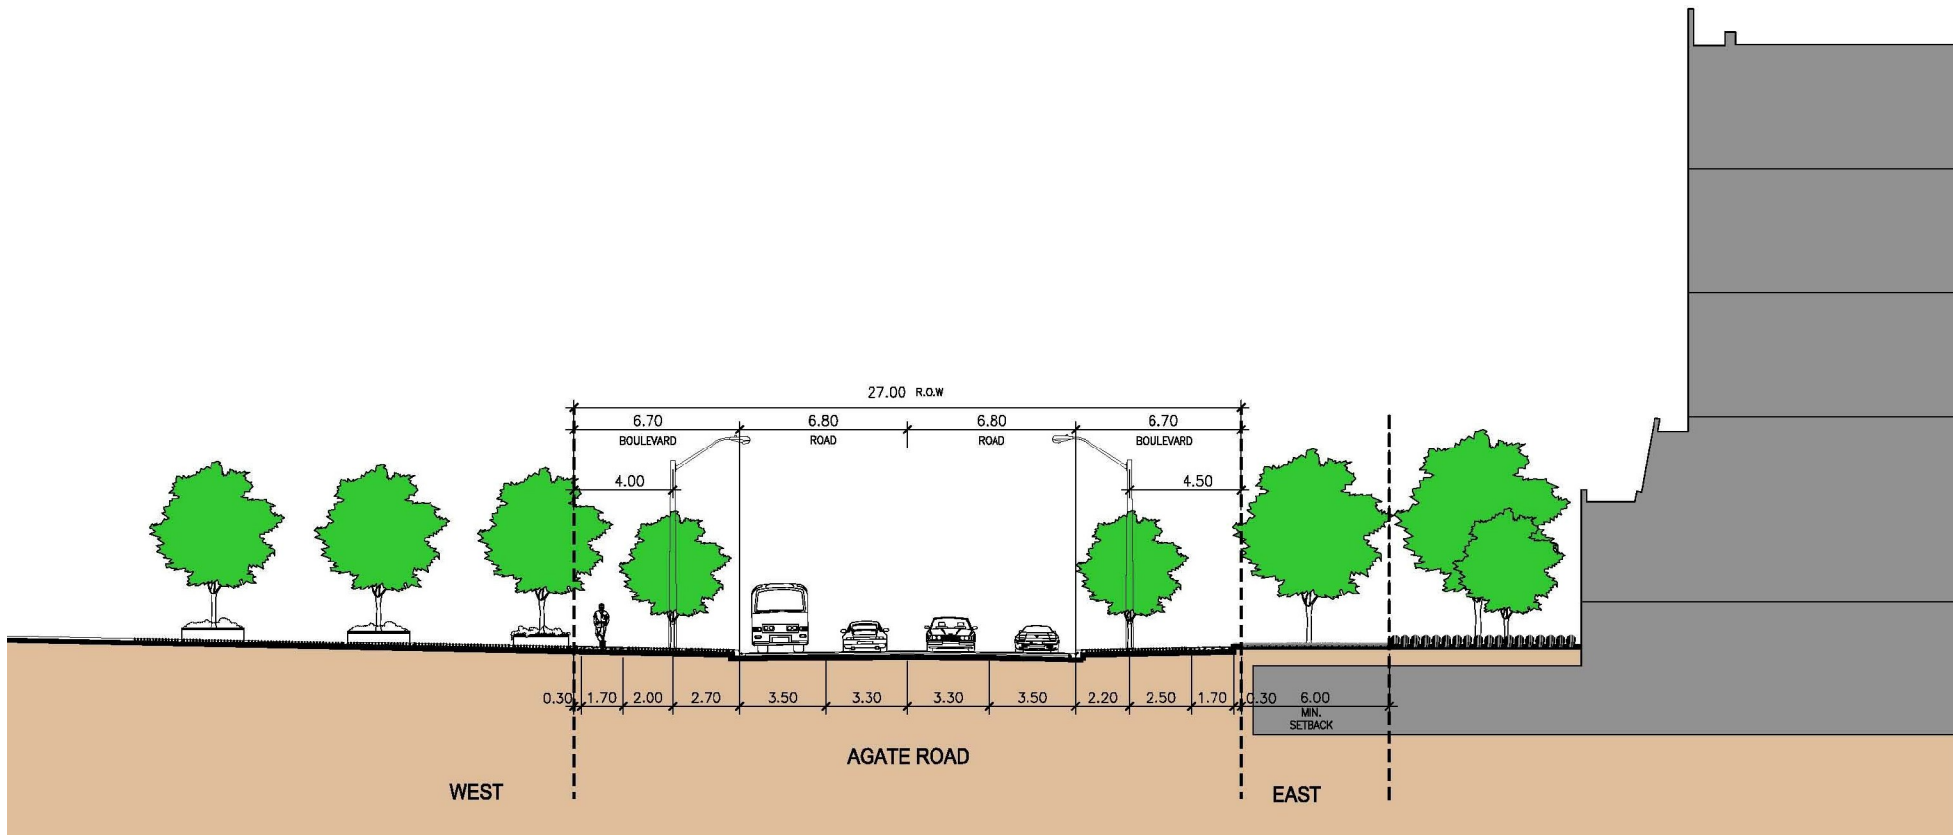 27.00 R.O.W
6.70 6.80 6.80 6.70
BOULEVARD ROAD ROAD BOULEVARD
4.00 4.50
0.30 1.70 2.00 2.70 3.50 3.30 3.30 3.50 2.20 2.50 1.70 0.30 6.00
MIN.
SETBACK
AGATE ROAD
WEST EAST